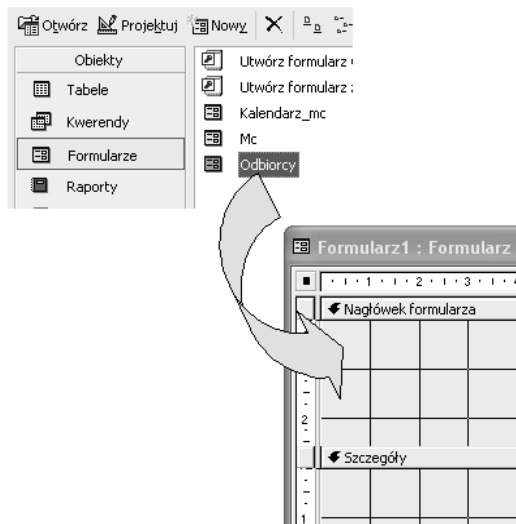 Otwórz Projektuj Nowy
Obiekty
Tabele
Kwerendy
Formularze
Raporty
Utwórz formularz
Utwórz formularz z
Kalendarz_mc
Mc
Odbiorcy
Formularz1 : Formularz
1 2 3
Nagłówek formularza
2
Szczegóły
1